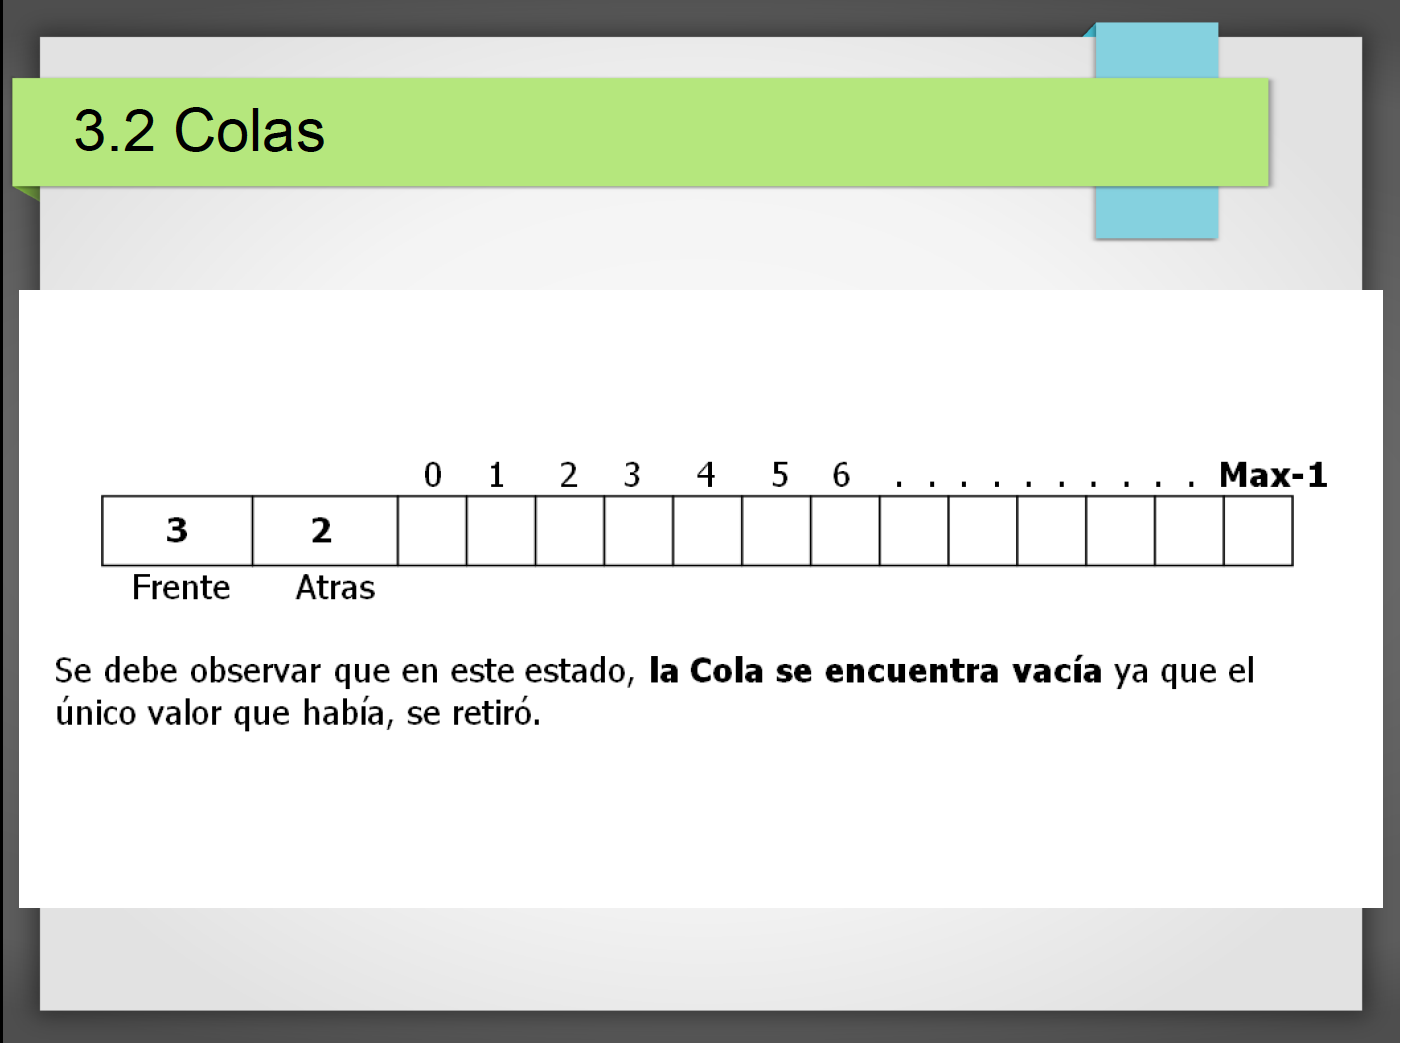 3.2 Colas
0 1 2 3 4 5 6 . . . . . . . . . . Max-1
3 2
Frente Atras
Se debe observar que en este estado, la Cola se encuentra vacía ya que el
único valor que había, se retiró.